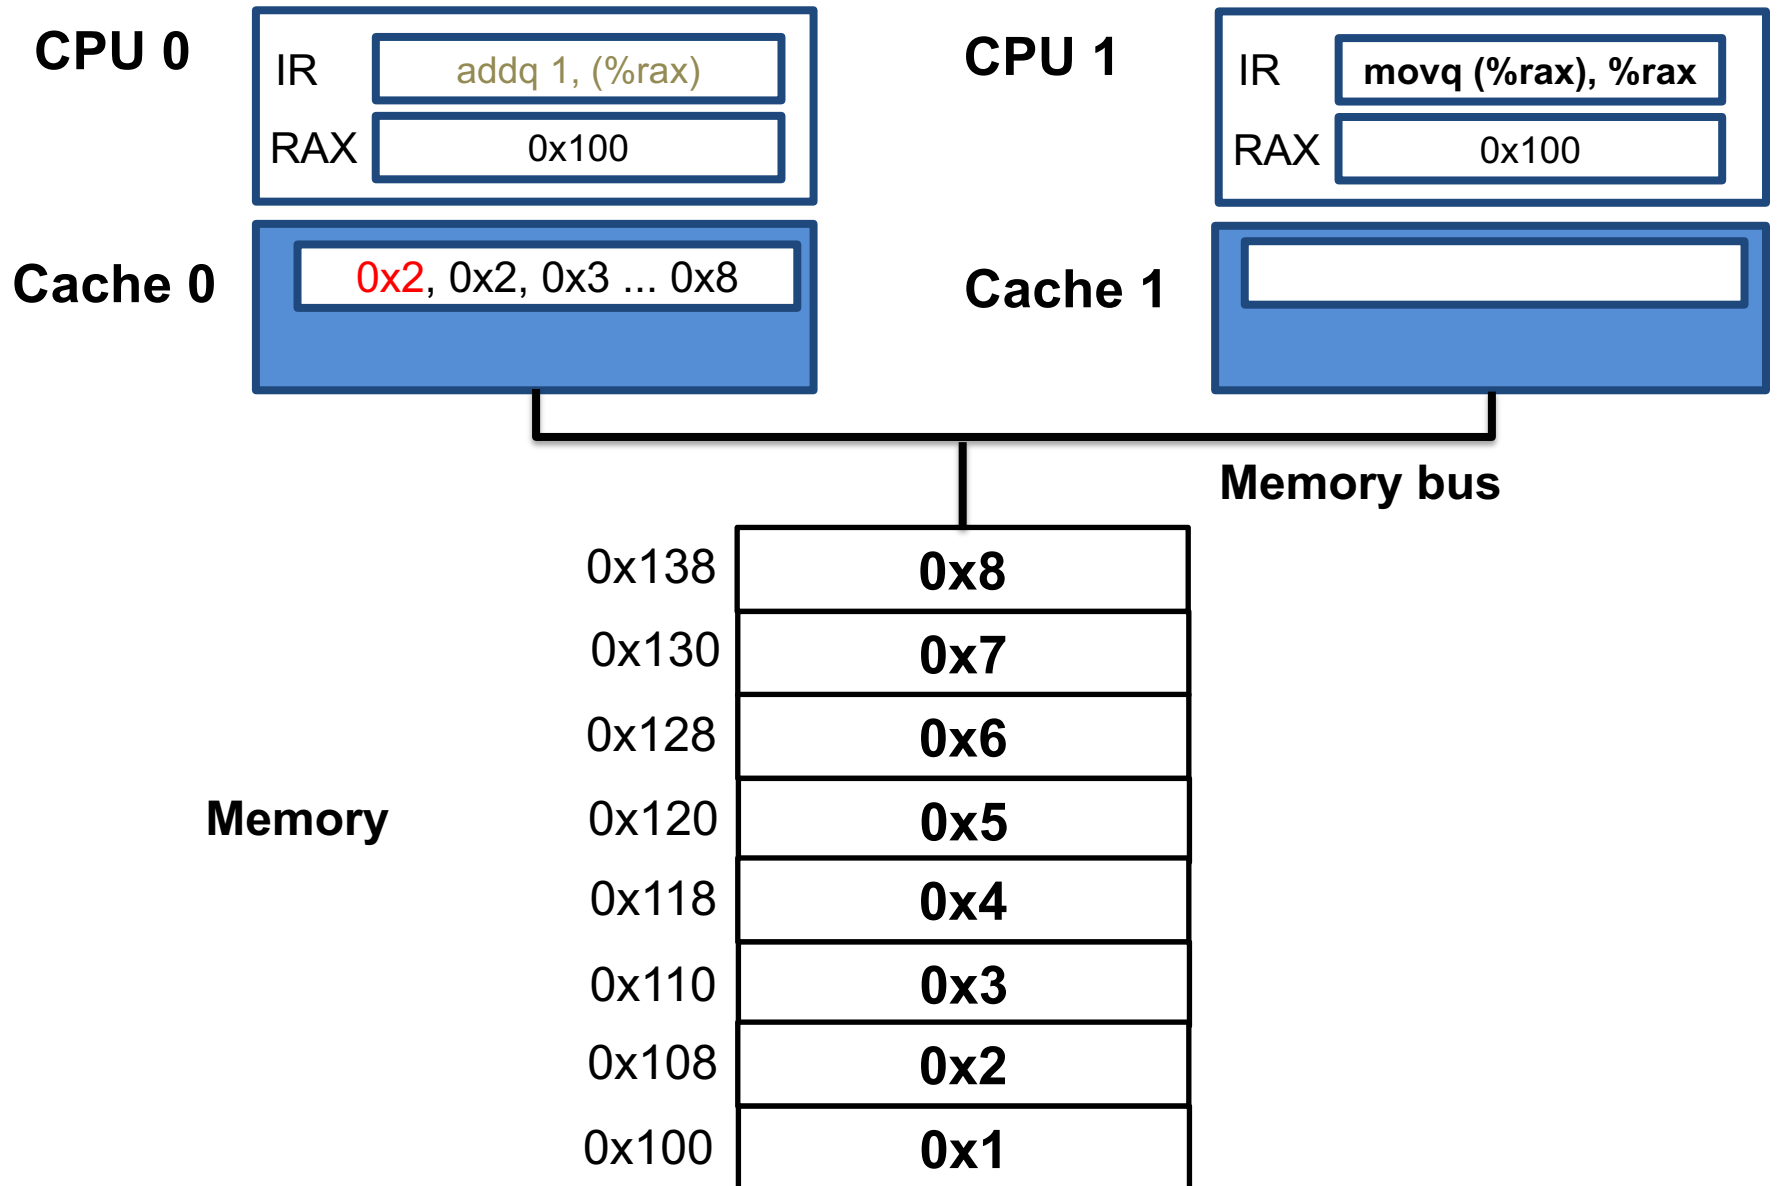 CPU 0
IR
addq 1, (%rax)
RAX
0x100
CPU 1
IR
movq (%rax), %rax
RAX
0x100
Cache 0
0x2, 0x2, 0x3 ... 0x8
Cache 1
Memory bus
0x138
0x8
0x130
0x7
0x128
0x6
Memory
0x120
0x5
0x118
0x4
0x110
0x3
0x108
0x2
0x100
0x1